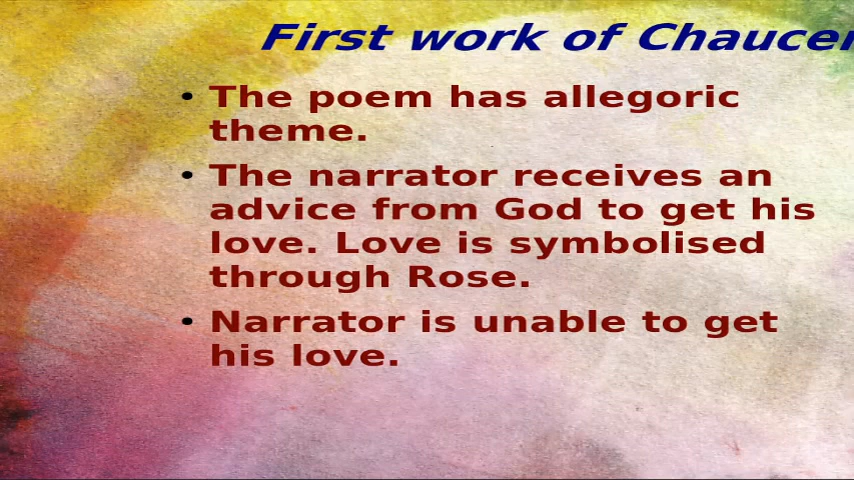 First work of Chaucer
• The poem has allegoric
theme.
• The narrator receives an
advice from God to get his
love. Love is symbolised
through Rose.
• Narrator is unable to get
his love.